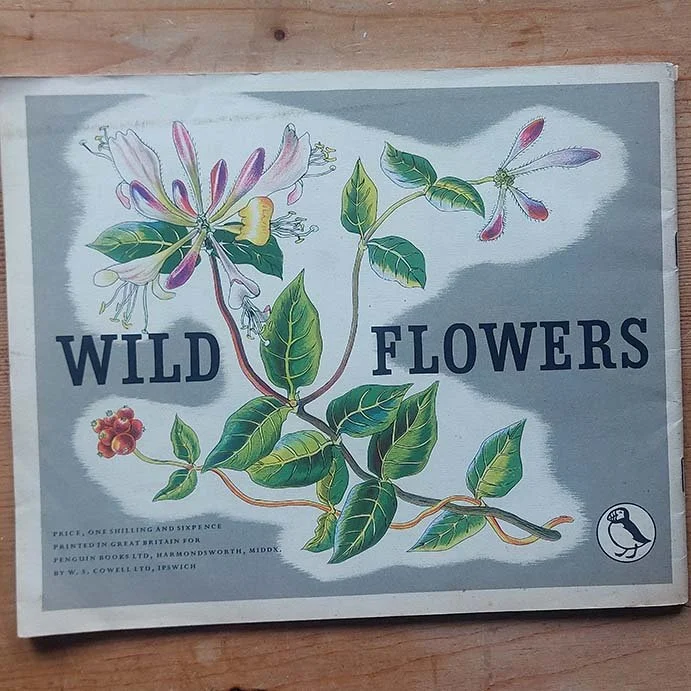 WILD FLOWERS
PRICE, ONE SHILLING AND SIXPENCE
PRINTED IN GREAT BRITAIN FOR
PENGUIN BOOKS LTD, HARMONDSWORTH, MIDDX.
BY W. S. COWELL LTD, IPSWICH